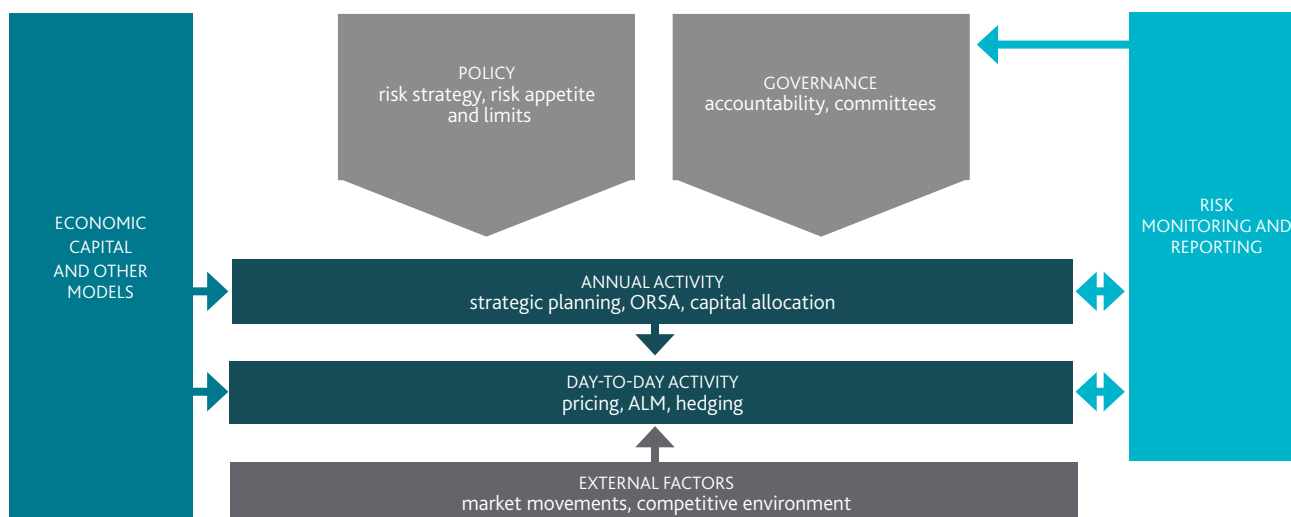 POLICY
risk strategy, risk appetite
and limits
GOVERNANCE
accountability, committees
ECONOMIC
CAPITAL
AND OTHER
MODELS
RISK
MONITORING AND
REPORTING
ANNUAL ACTIVITY
strategic planning, ORSA, capital allocation
DAY-TO-DAY ACTIVITY
pricing, ALM, hedging
EXTERNAL FACTORS
market movements, competitive environment